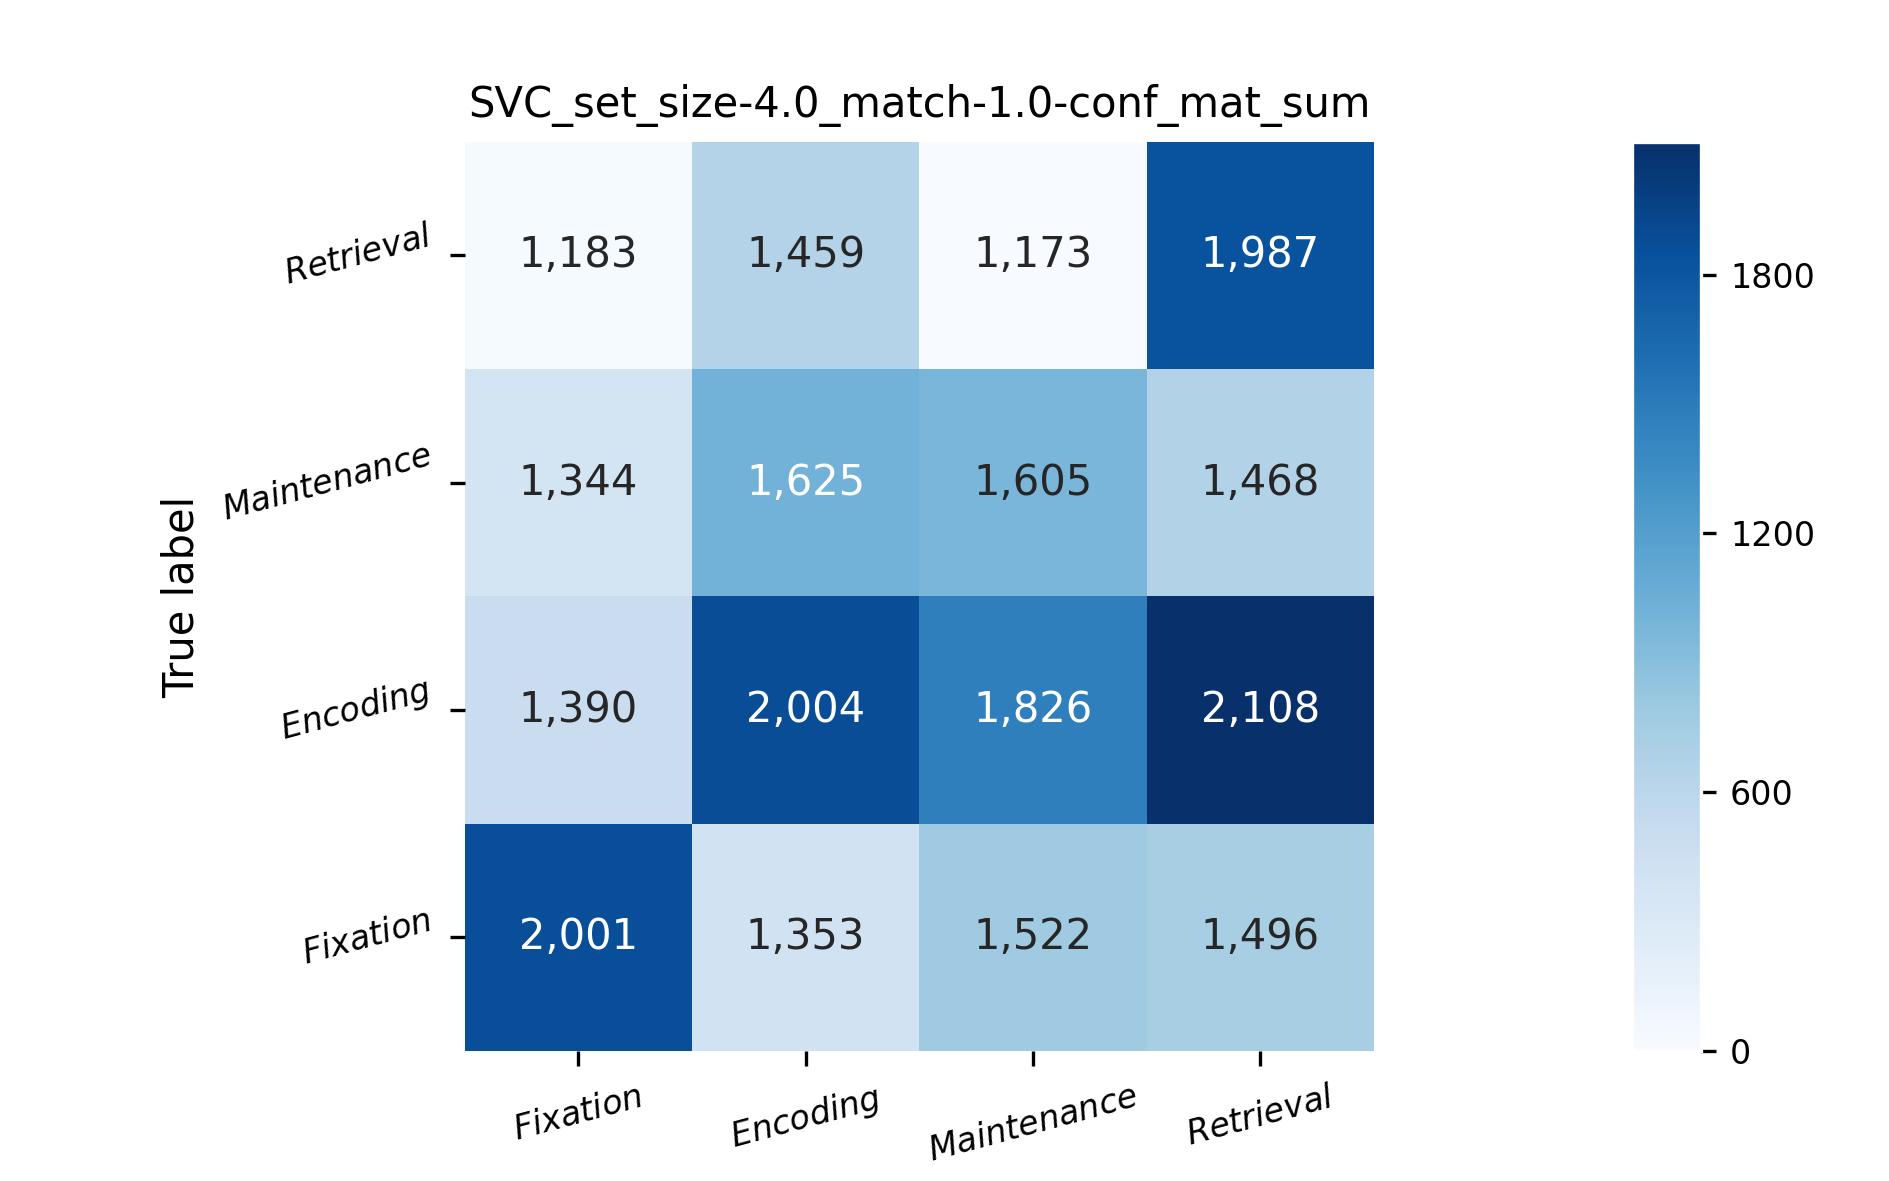 SVC_set_size-4.0_match-1.0-conf_mat_sum
True label
Retrieval
1,183 1,459 1,173 1,987
Maintenance
1,344 1,625 1,605 1,468
Encoding
1,390 2,004 1,826 2,108
Fixation
2,001 1,353 1,522 1,496
Fixation Encoding Maintenance Retrieval
1800
1200
600
0